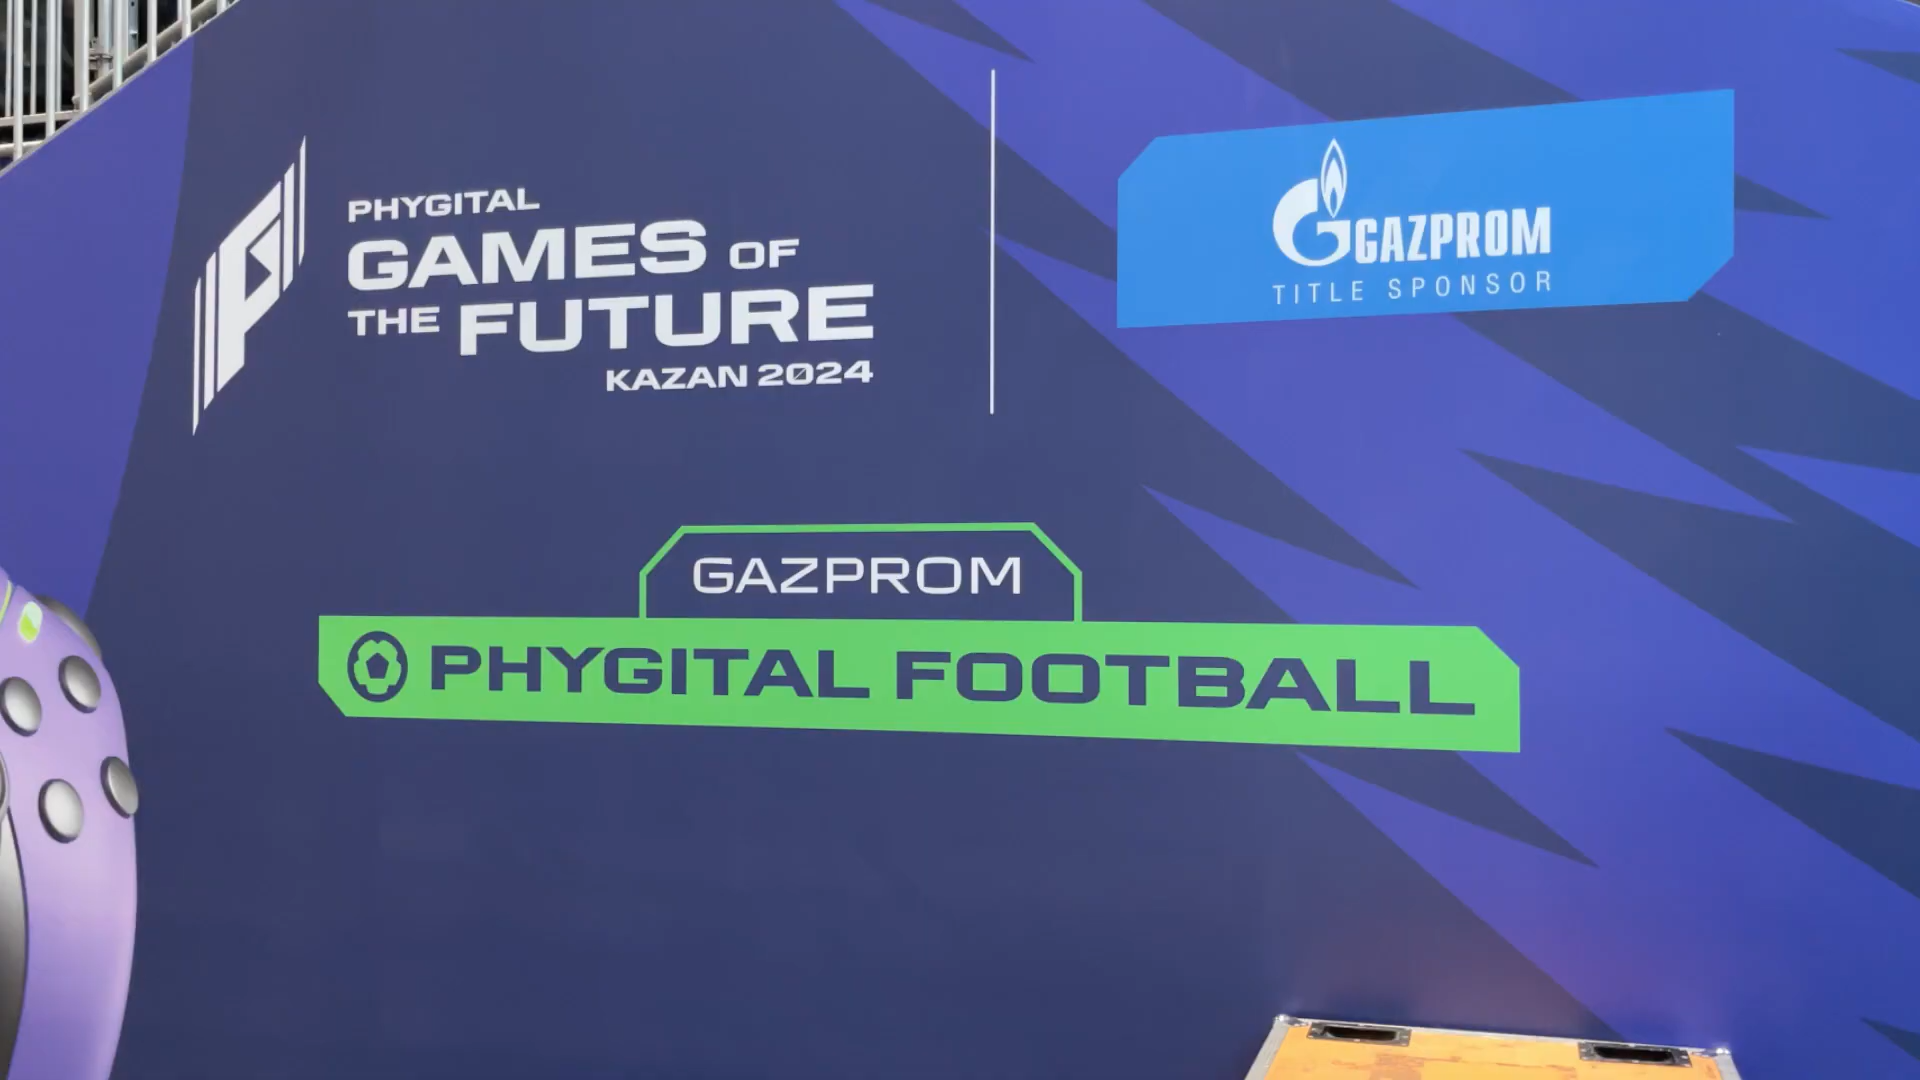 PHYGITAL
GAMES OF
THE FUTURE
KAZAN 2024
GAZPROM
TITLE SPONSOR
GAZPROM
PHYGITAL FOOTBALL